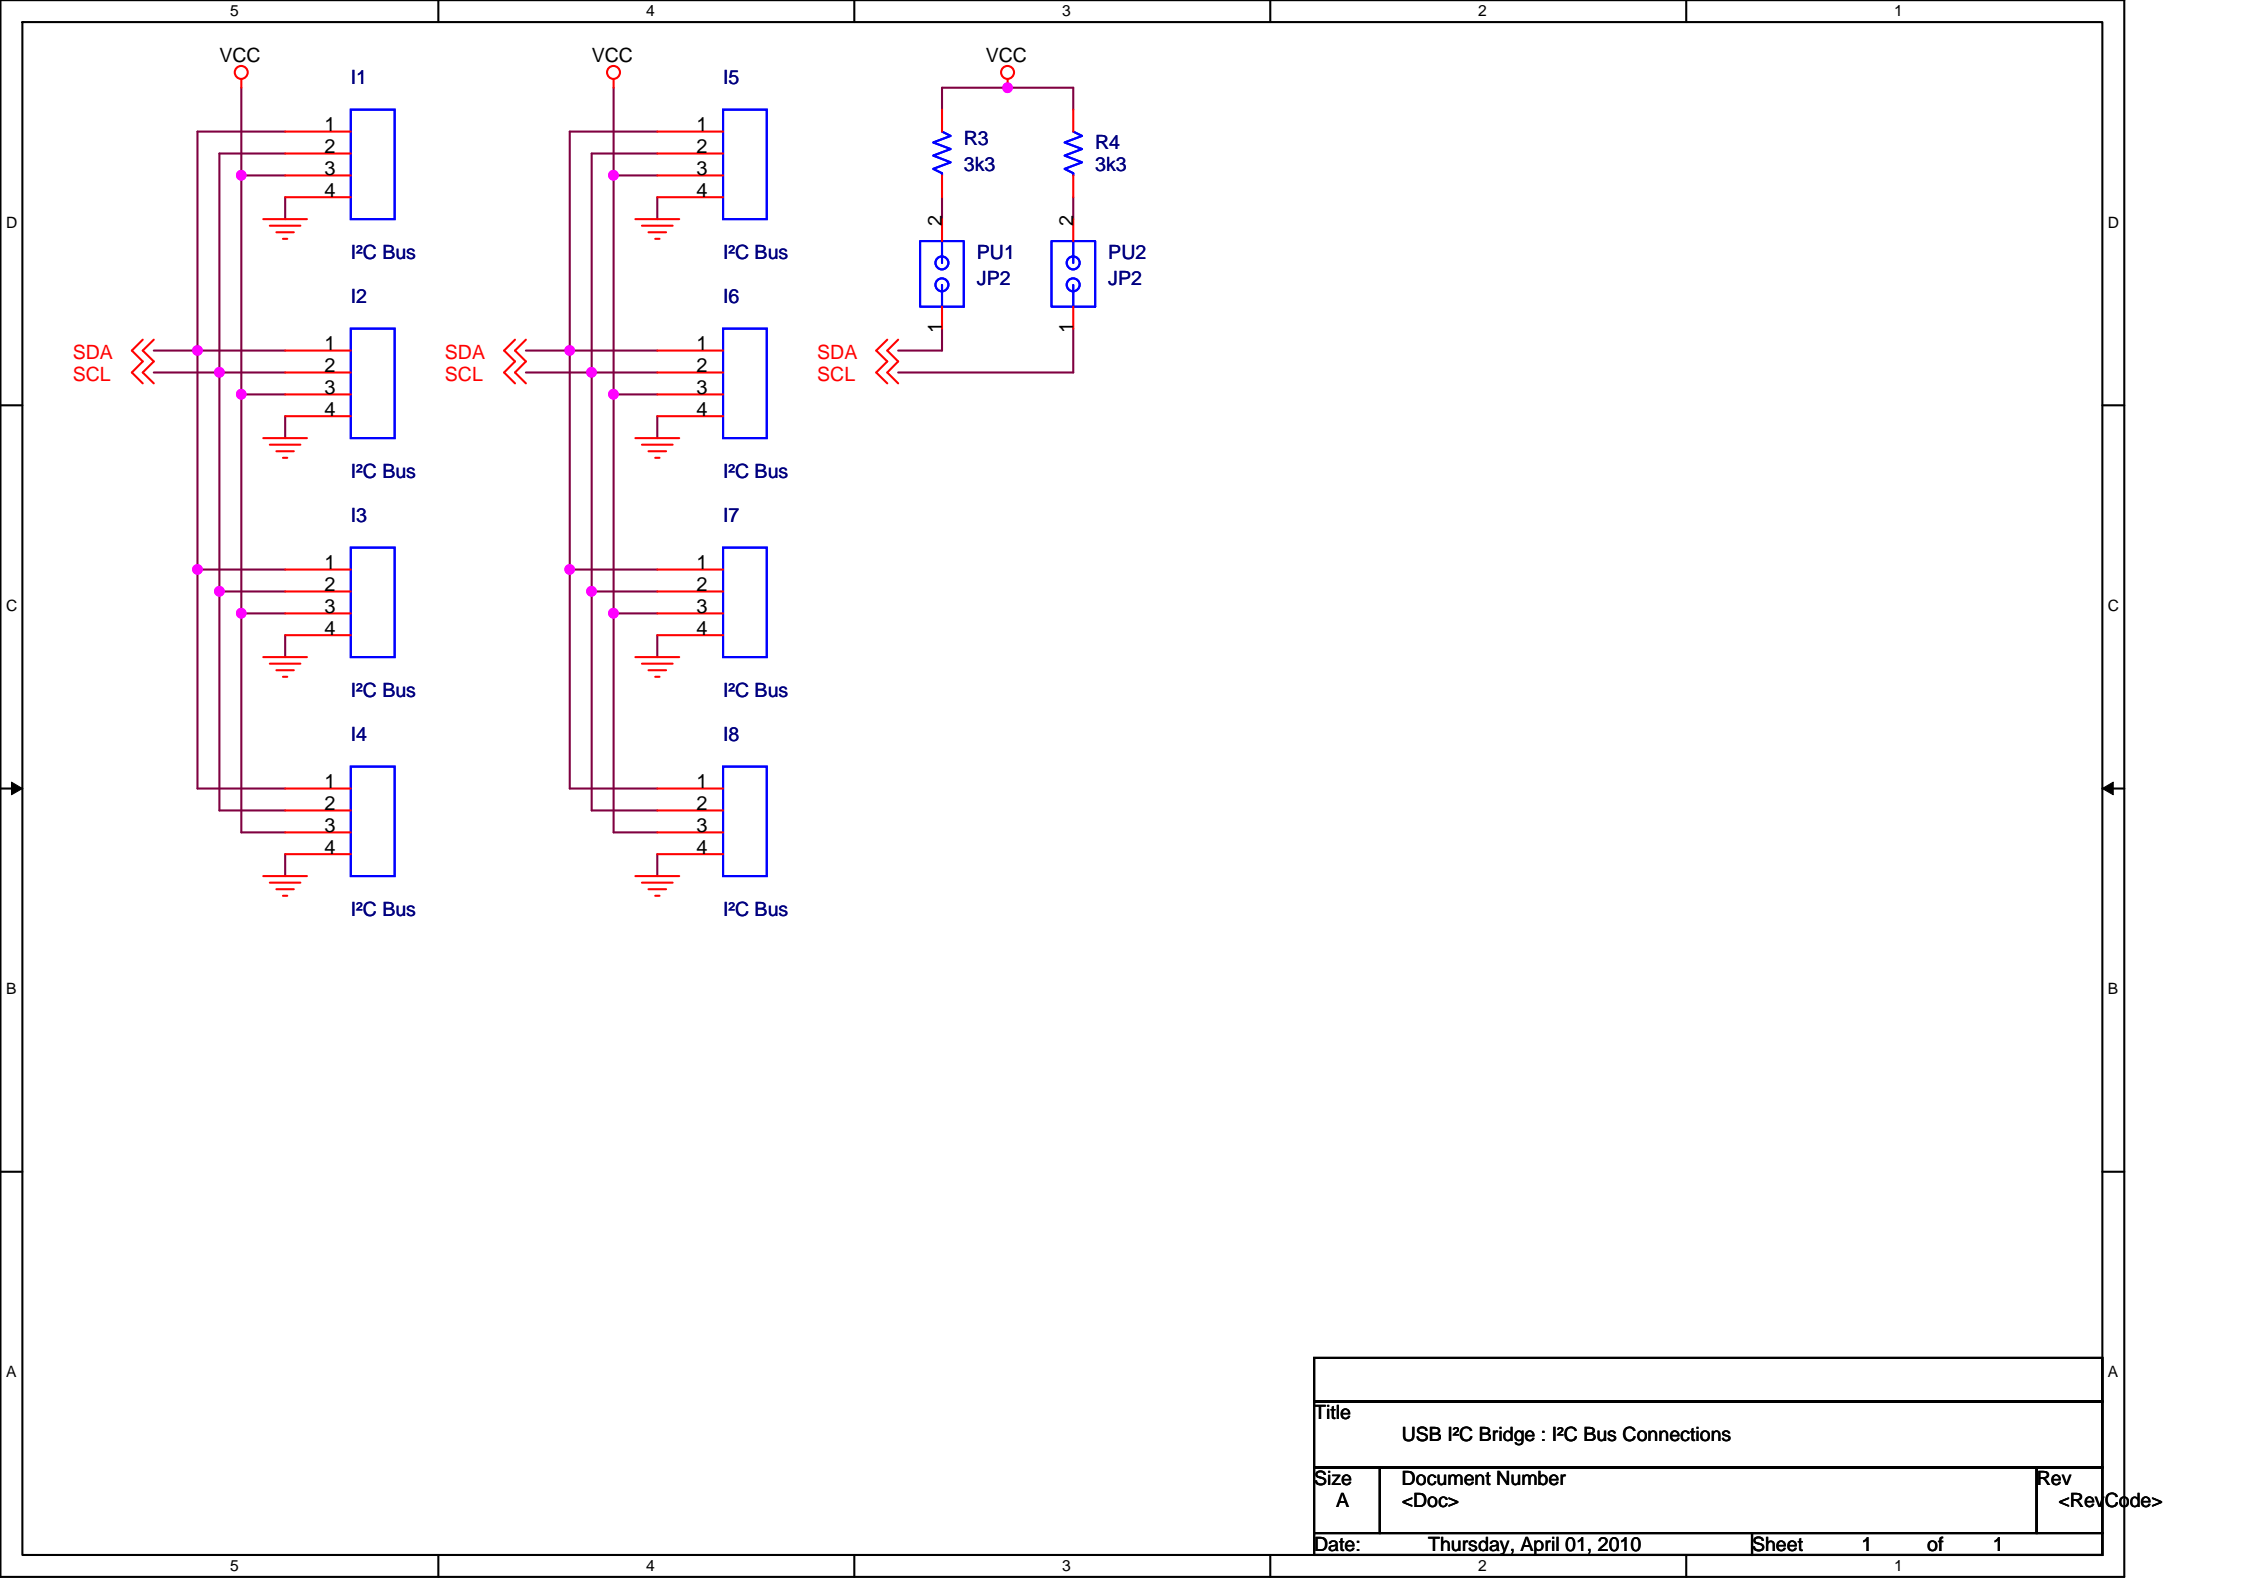 5 4 3 2 1
VCC VCC VCC
I1 I5
1 1
2 2
3 3
4 4
R3 R4
3k3 3k3
D D
2 2
I²C Bus I²C Bus
PU1 PU2
JP2 JP2
I2 I6
1 1
SDA 1 SDA 1 SDA
SCL 2 SCL 2 SCL
3 3
4 4
I²C Bus I²C Bus
I3 I7
1 1
2 2
C 3 3 C
4 4
I²C Bus I²C Bus
I4 I8
1 1
2 2
3 3
4 4
I²C Bus I²C Bus
B B
A A
Title
USB I²C Bridge : I²C Bus Connections
Size Document Number Rev
A <Doc> <RevCode>
Date: Thursday, April 01, 2010 Sheet 1 of 1
5 4 3 2 1